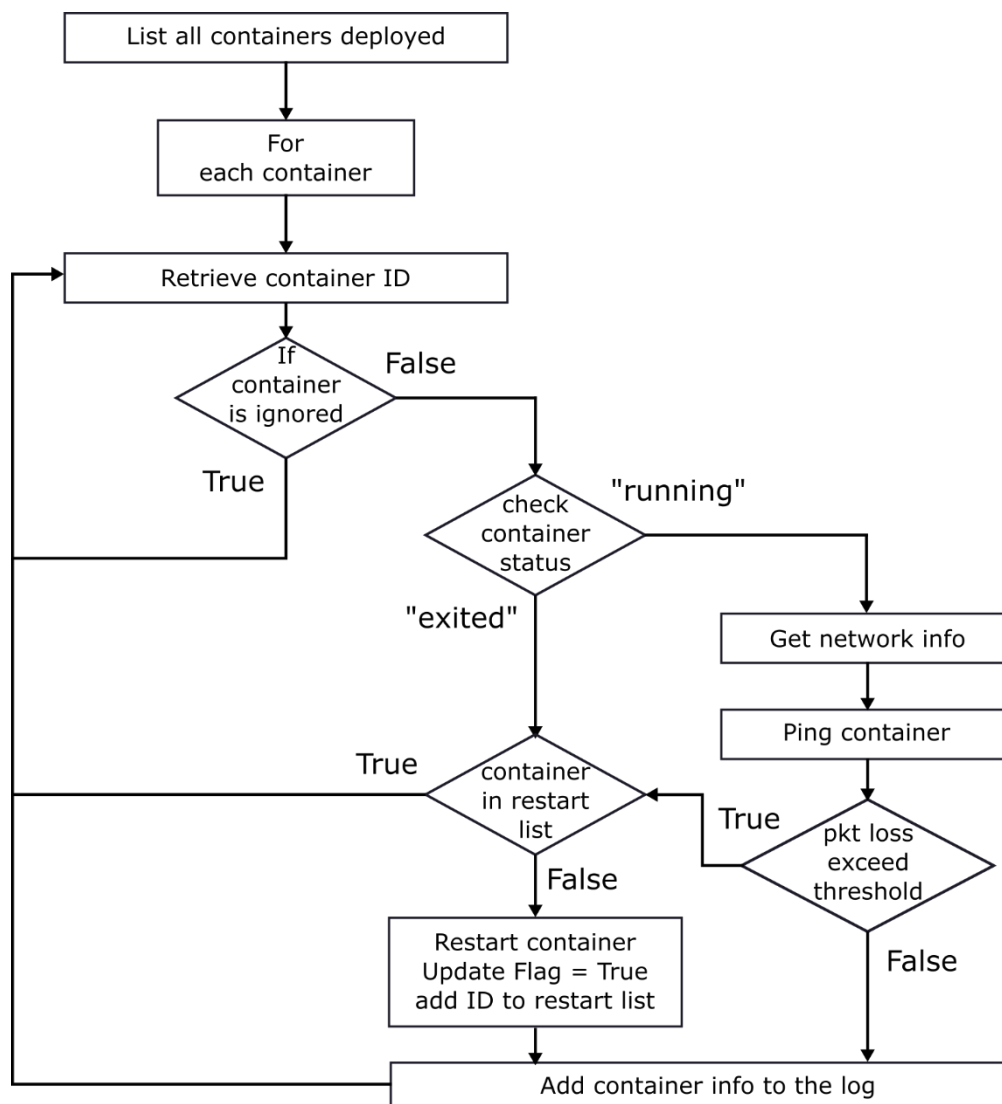 List all containers deployed
For
each container
Retrieve container ID
If
container
is ignored
False
True
check
container
status
"running"
"exited"
Get network info
Ping container
container
in restart
list
True
True
pkt loss
exceed
threshold
False
False
Restart container
Update Flag = True
add ID to restart list
Add container info to the log